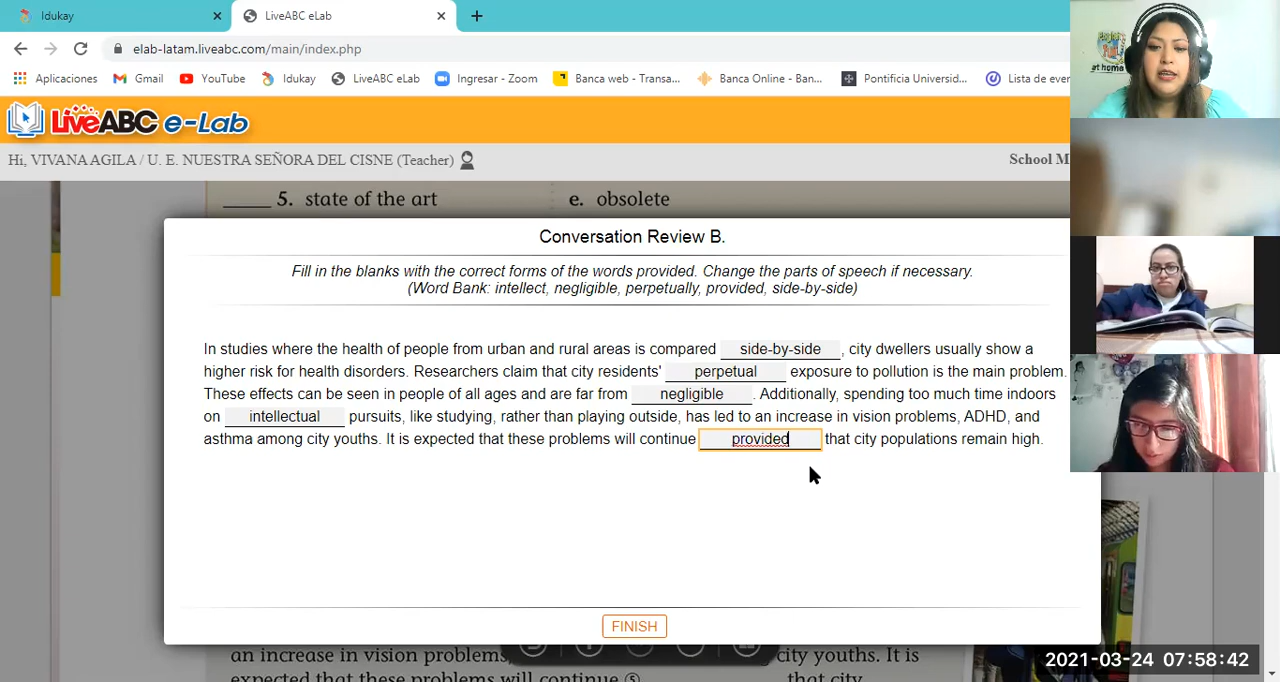 Idukay
LiveABC eLab
elab-latam.liveabc.com/main/index.php
Aplicaciones Gmail YouTube Idukay LiveABC eLab Ingresar - Zoom Banca web - Transa... Banca Online - Ban... Pontificia Universid... Lista de ever
LiveABC e-Lab
Hi, VIVANA AGILA / U. E. NUESTRA SEÑORA DEL CISNE (Teacher) School M
_____ 5. state of the art e. obsolete
Conversation Review B.
Fill in the blanks with the correct forms of the words provided. Change the parts of speech if necessary.
(Word Bank: intellect, negligible, perpetually, provided, side-by-side)
In studies where the health of people from urban and rural areas is compared side-by-side , city dwellers usually show a
higher risk for health disorders. Researchers claim that city residents' perpetual exposure to pollution is the main problem.
These effects can be seen in people of all ages and are far from negligible . Additionally, spending too much time indoors
on intellectual pursuits, like studying, rather than playing outside, has led to an increase in vision problems, ADHD, and
asthma among city youths. It is expected that these problems will continue provided that city populations remain high.
FINISH
an increase in vision problems, city youths. It is
expected that these problems will continue ⑤ that city
at home
2021-03-24 07:58:42